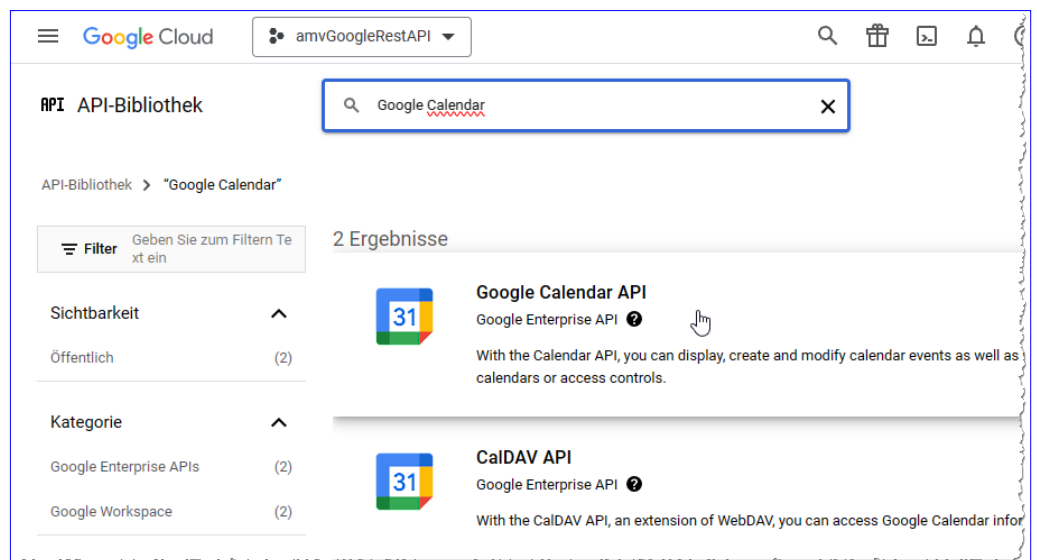 Google Cloud
amvGoogleRestAPI
API API-Bibliothek
Google Calendar
API-Bibliothek
“Google Calendar”
Filter
Geben Sie zum Filtern Te
xt ein
2 Ergebnisse
Sichtbarkeit
Öffentlich (2)
Kategorie
Google Enterprise APIs (2)
Google Workspace (2)
31
Google Calendar API
Google Enterprise API
With the Calendar API, you can display, create and modify calendar events as well as
calendars or access controls.
31
CalDAV API
Google Enterprise API
With the CalDAV API, an extension of WebDAV, you can access Google Calendar